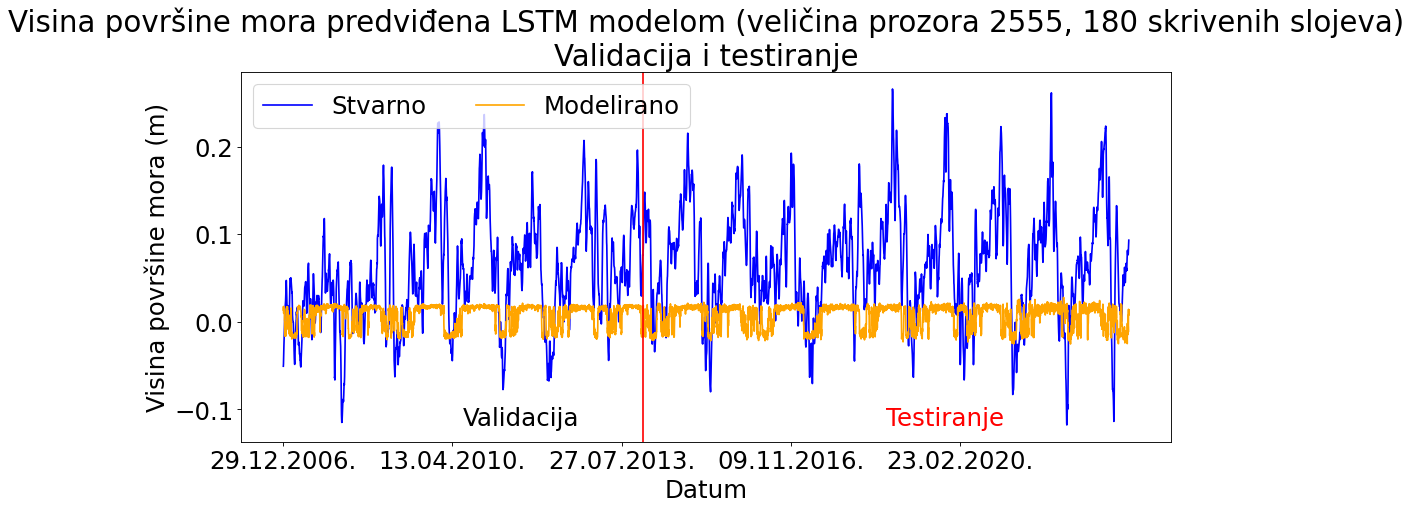 Visina površine mora predviđena LSTM modelom (veličina prozora 2555, 180 skrivenih slojeva)
Validacija i testiranje
Stvarno
Modelirano
Visina površine mora (m)
0.2
0.1
0.0
−0.1
Validacija
Testiranje
29.12.2006.
13.04.2010.
27.07.2013.
09.11.2016.
23.02.2020.
Datum